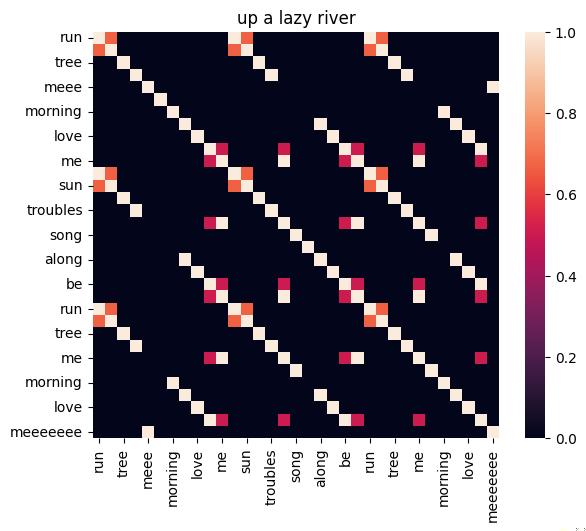 up a lazy river
run
tree
meee
morning
love
me
sun
troubles
song
along
be
run
tree
me
morning
love
meeeeeee
1.0
0.8
0.6
0.4
0.2
0.0
run
tree
meee
morning
love
me
sun
troubles
song
along
be
run
tree
me
morning
love
meeeeeee